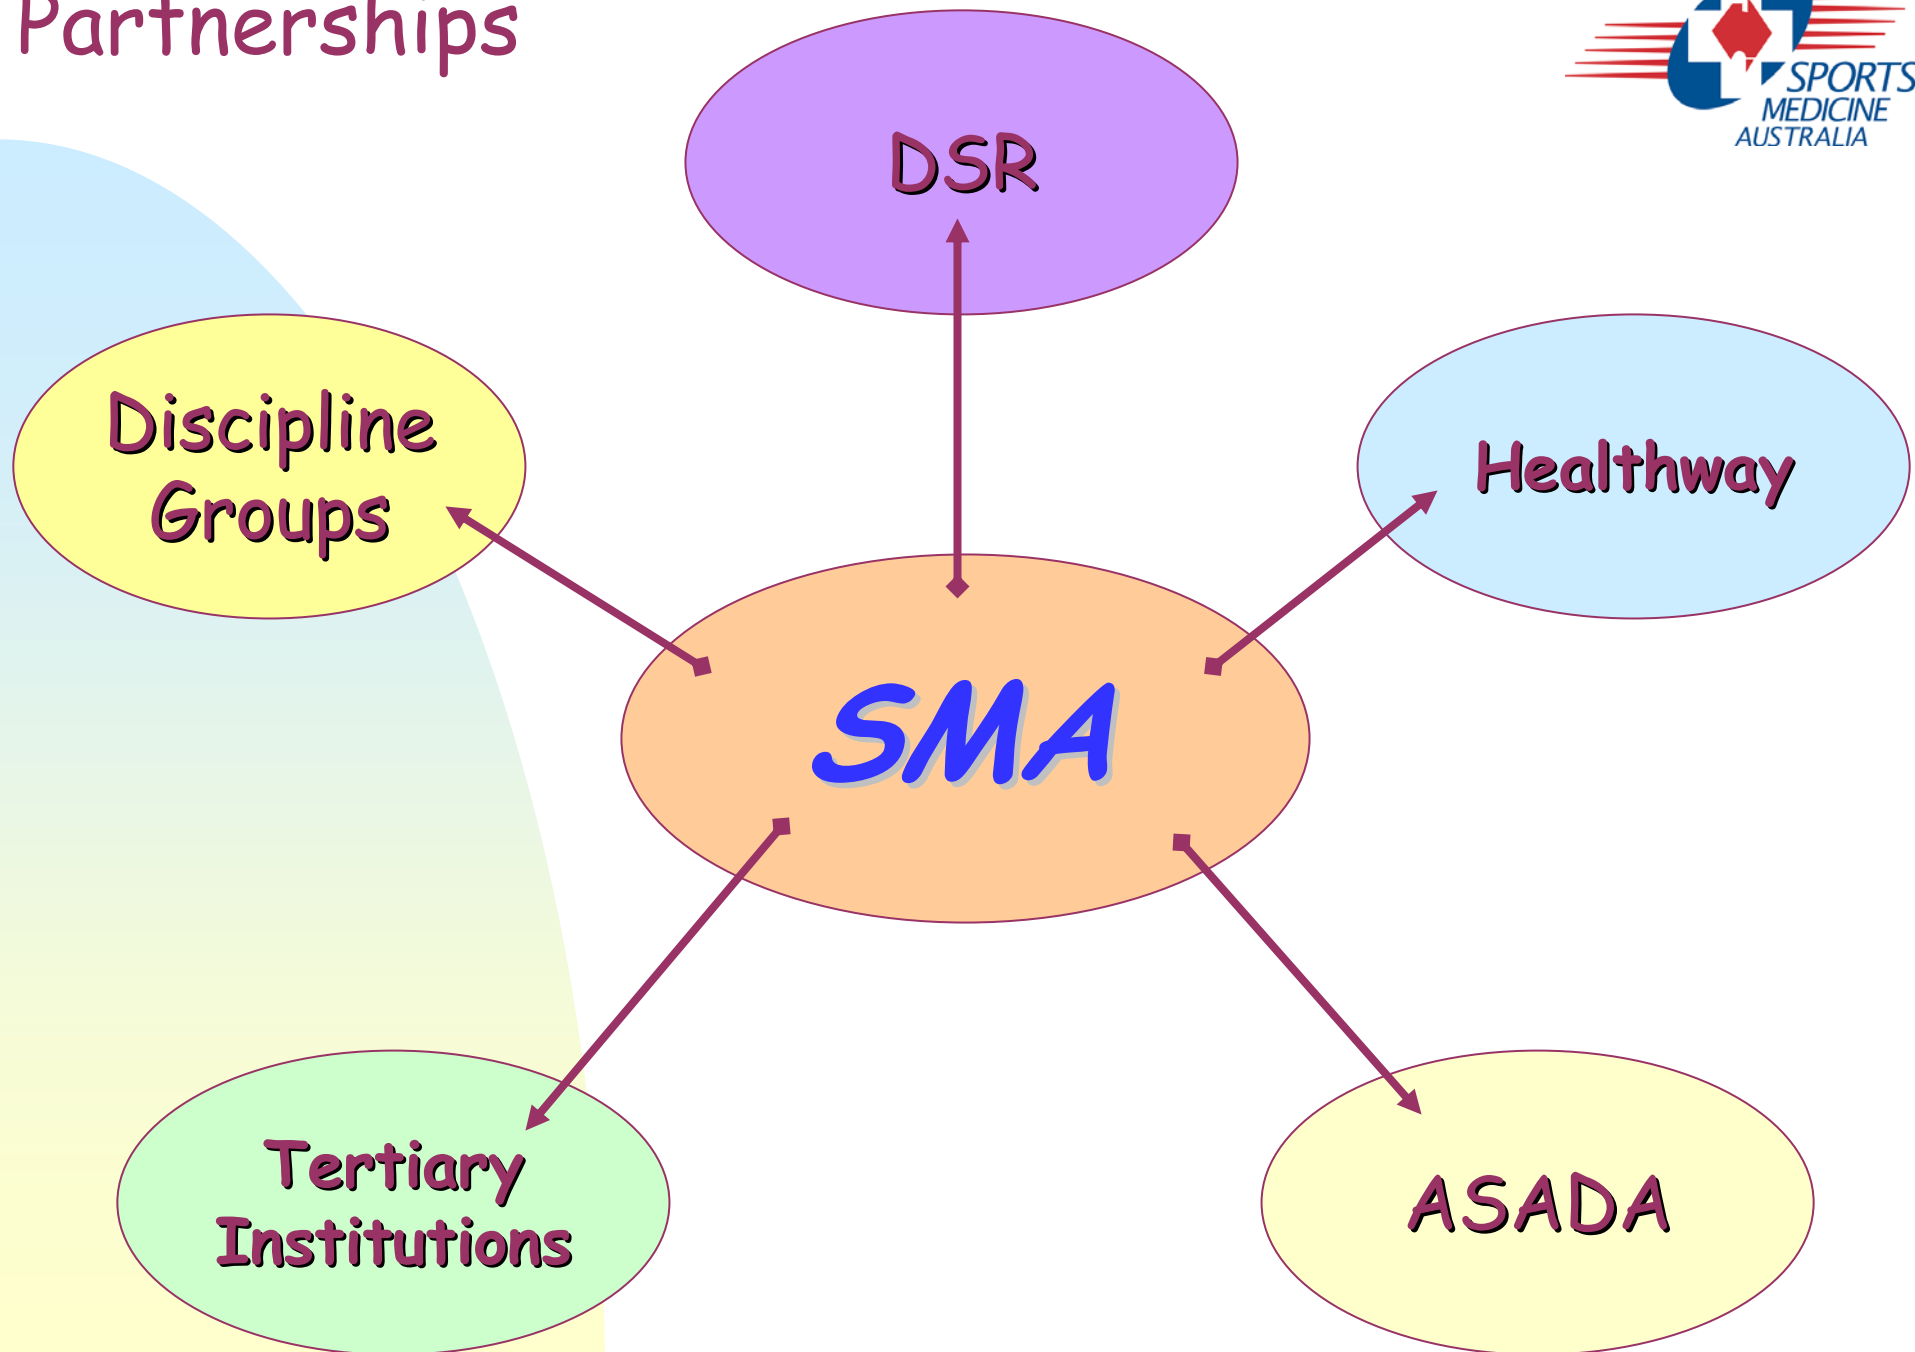 Partnerships
SPORTS
MEDICINE
AUSTRALIA
DSR
Discipline
Groups
Healthway
SMA
Tertiary
Institutions
ASADA